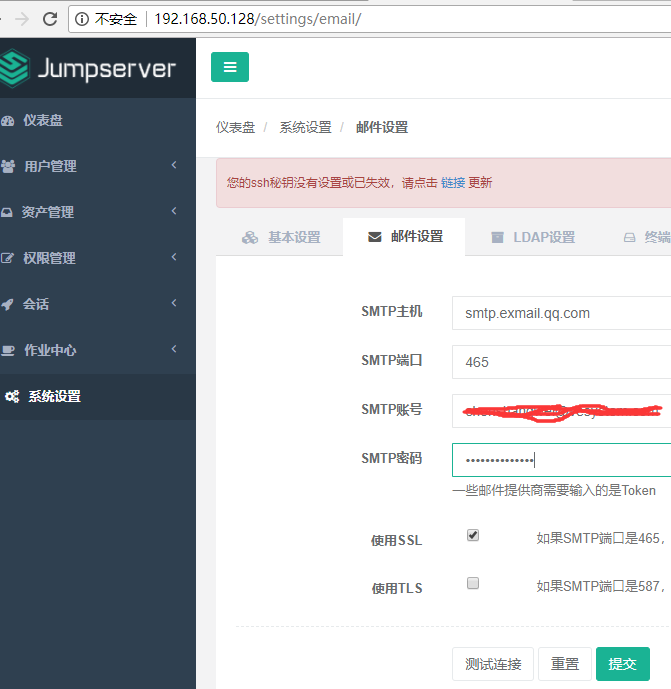 不安全 192.168.50.128/settings/email/
Jumpserver
仪表盘
用户管理
资产管理
权限管理
会话
作业中心
系统设置
仪表盘 / 系统设置 / 邮件设置
您的ssh秘钥没有设置或已失效，请点击 链接 更新
基本设置 邮件设置 LDAP设置 终端
SMTP主机 smtp.exmail.qq.com
SMTP端口 465
SMTP账号
SMTP密码 ••••••••••••••
一些邮件提供商需要输入的是Token
使用SSL 如果SMTP端口是465，
使用TLS 如果SMTP端口是587，
测试连接 重置 提交